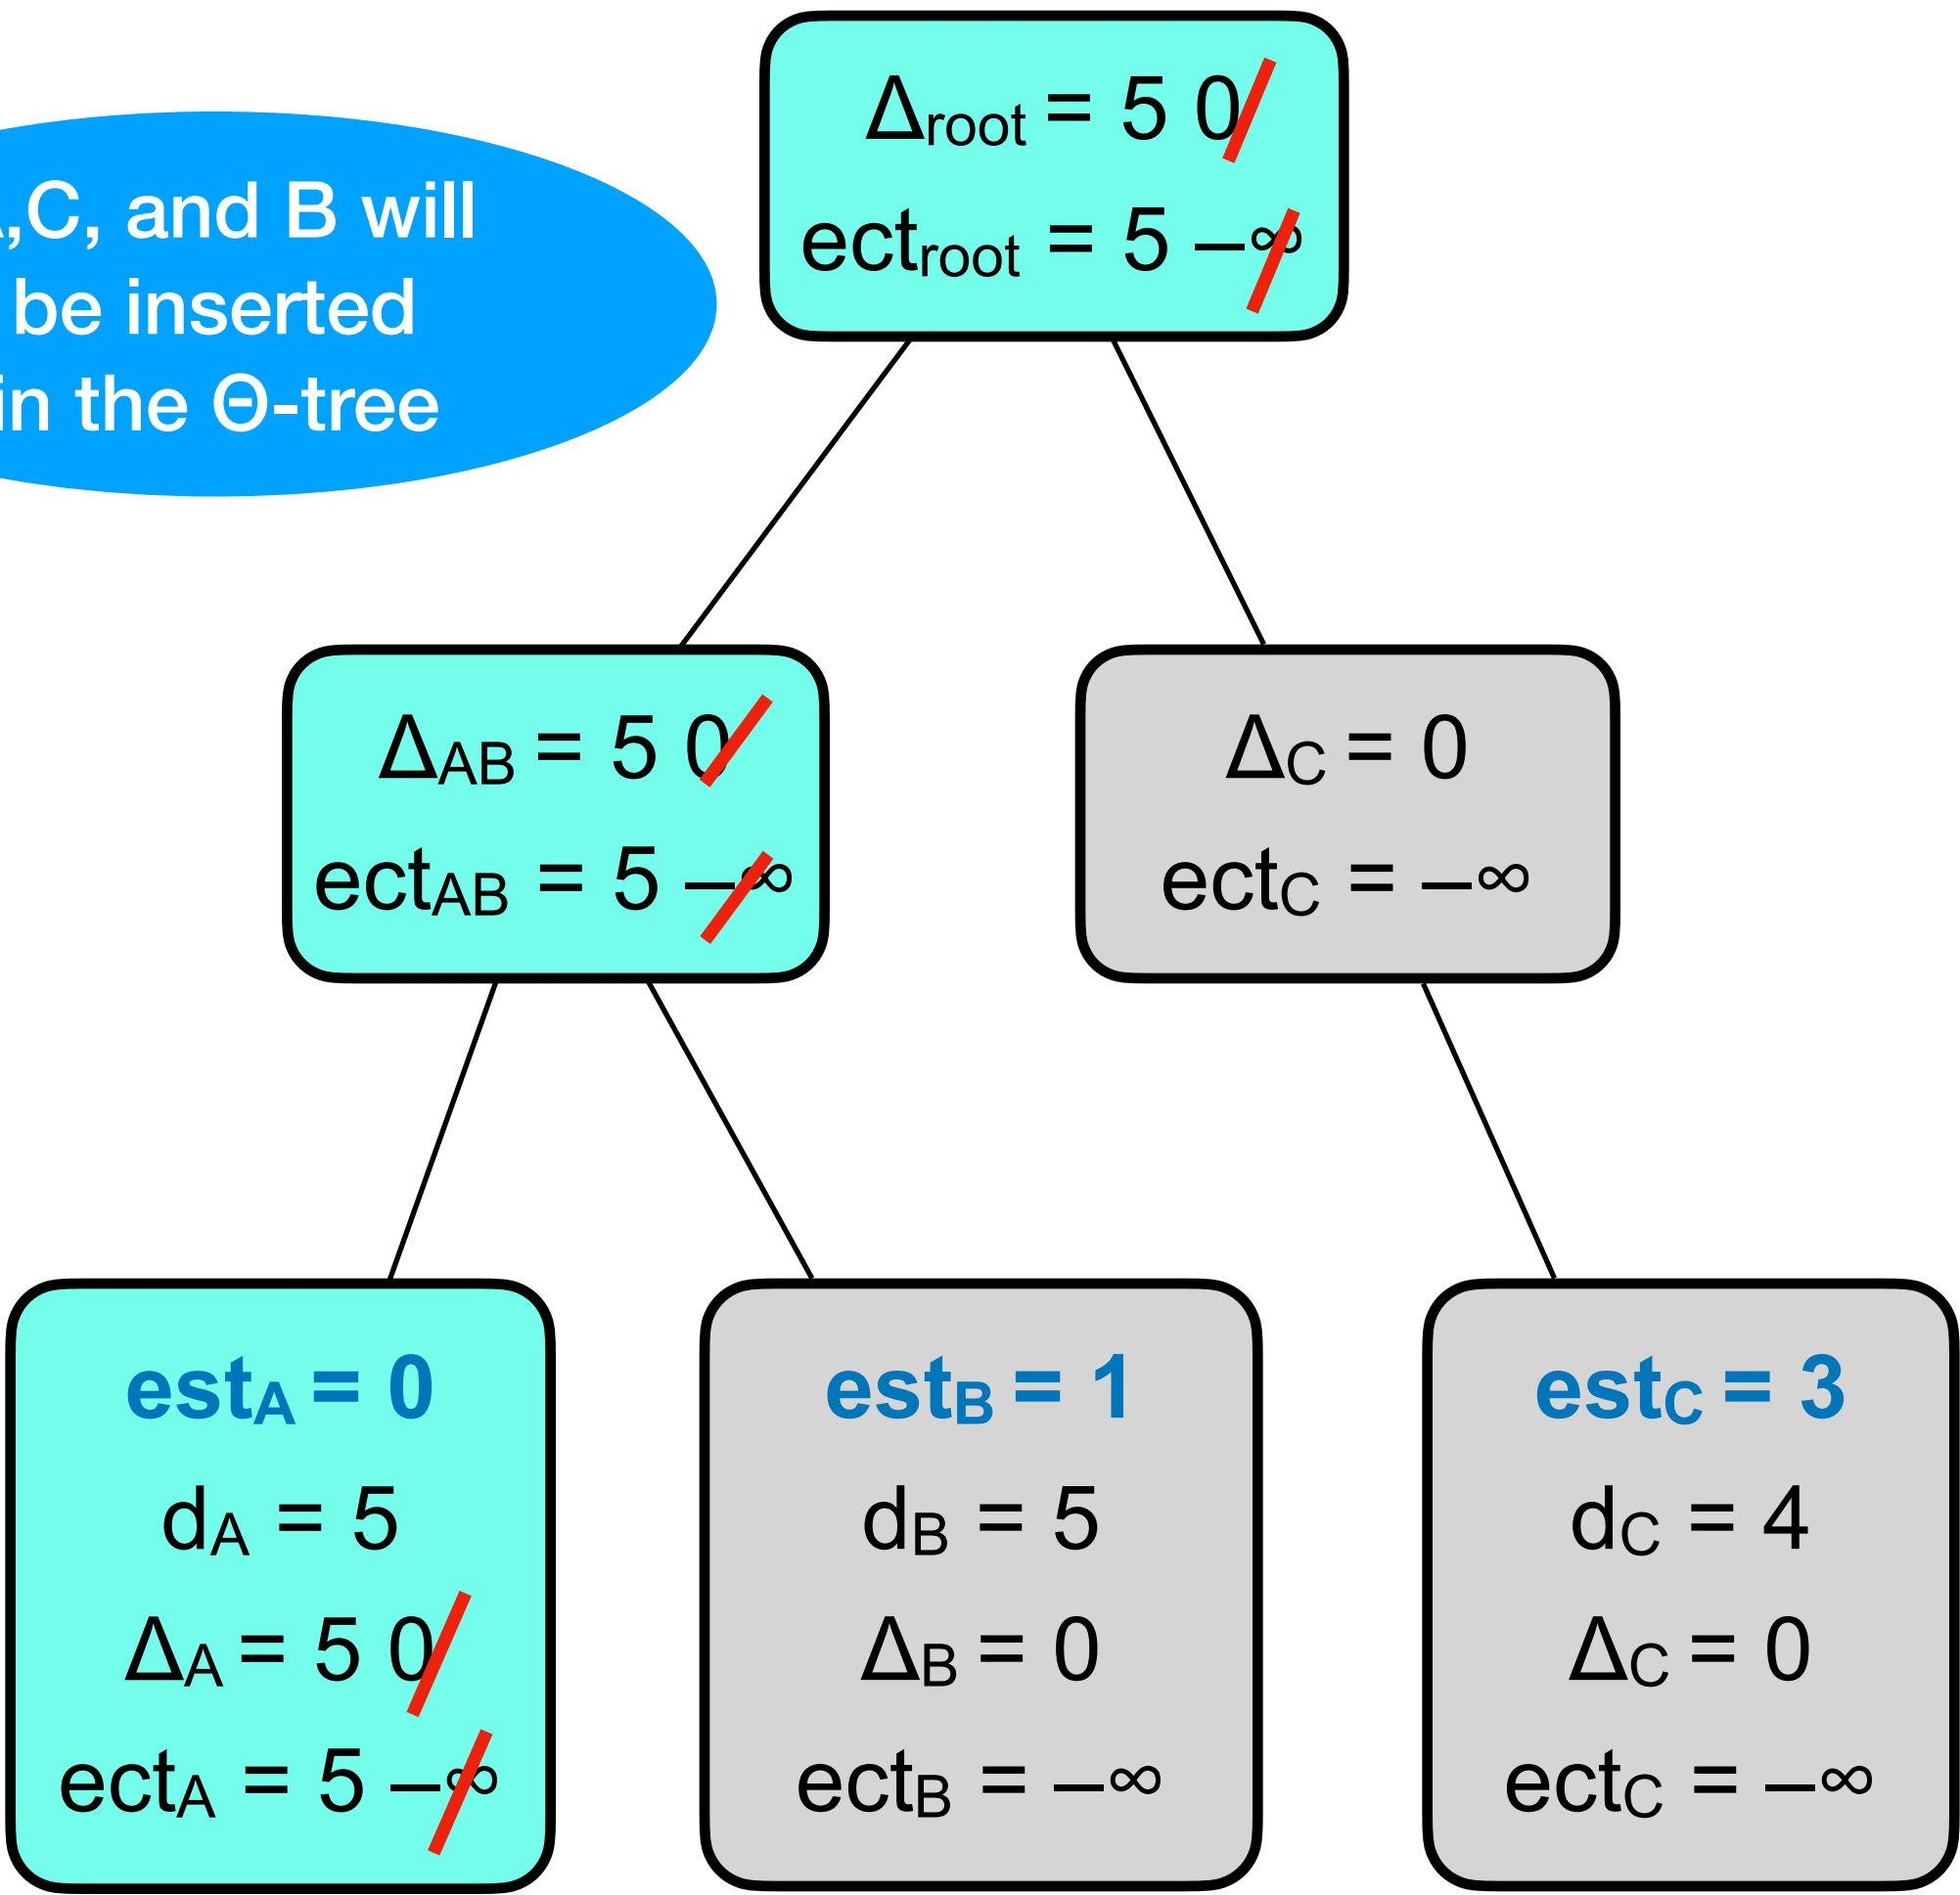 ,C, and B will
be inserted
in the Θ-tree
Δroot = 5 0
ectroot = 5 –∞
ΔAB = 5 0
ectAB = 5 –∞
ΔC = 0
ectC = –∞
estA = 0
dA = 5
ΔA = 5 0
ectA = 5 –∞
estB = 1
dB = 5
ΔB = 0
ectB = –∞
estC = 3
dC = 4
ΔC = 0
ectC = –∞